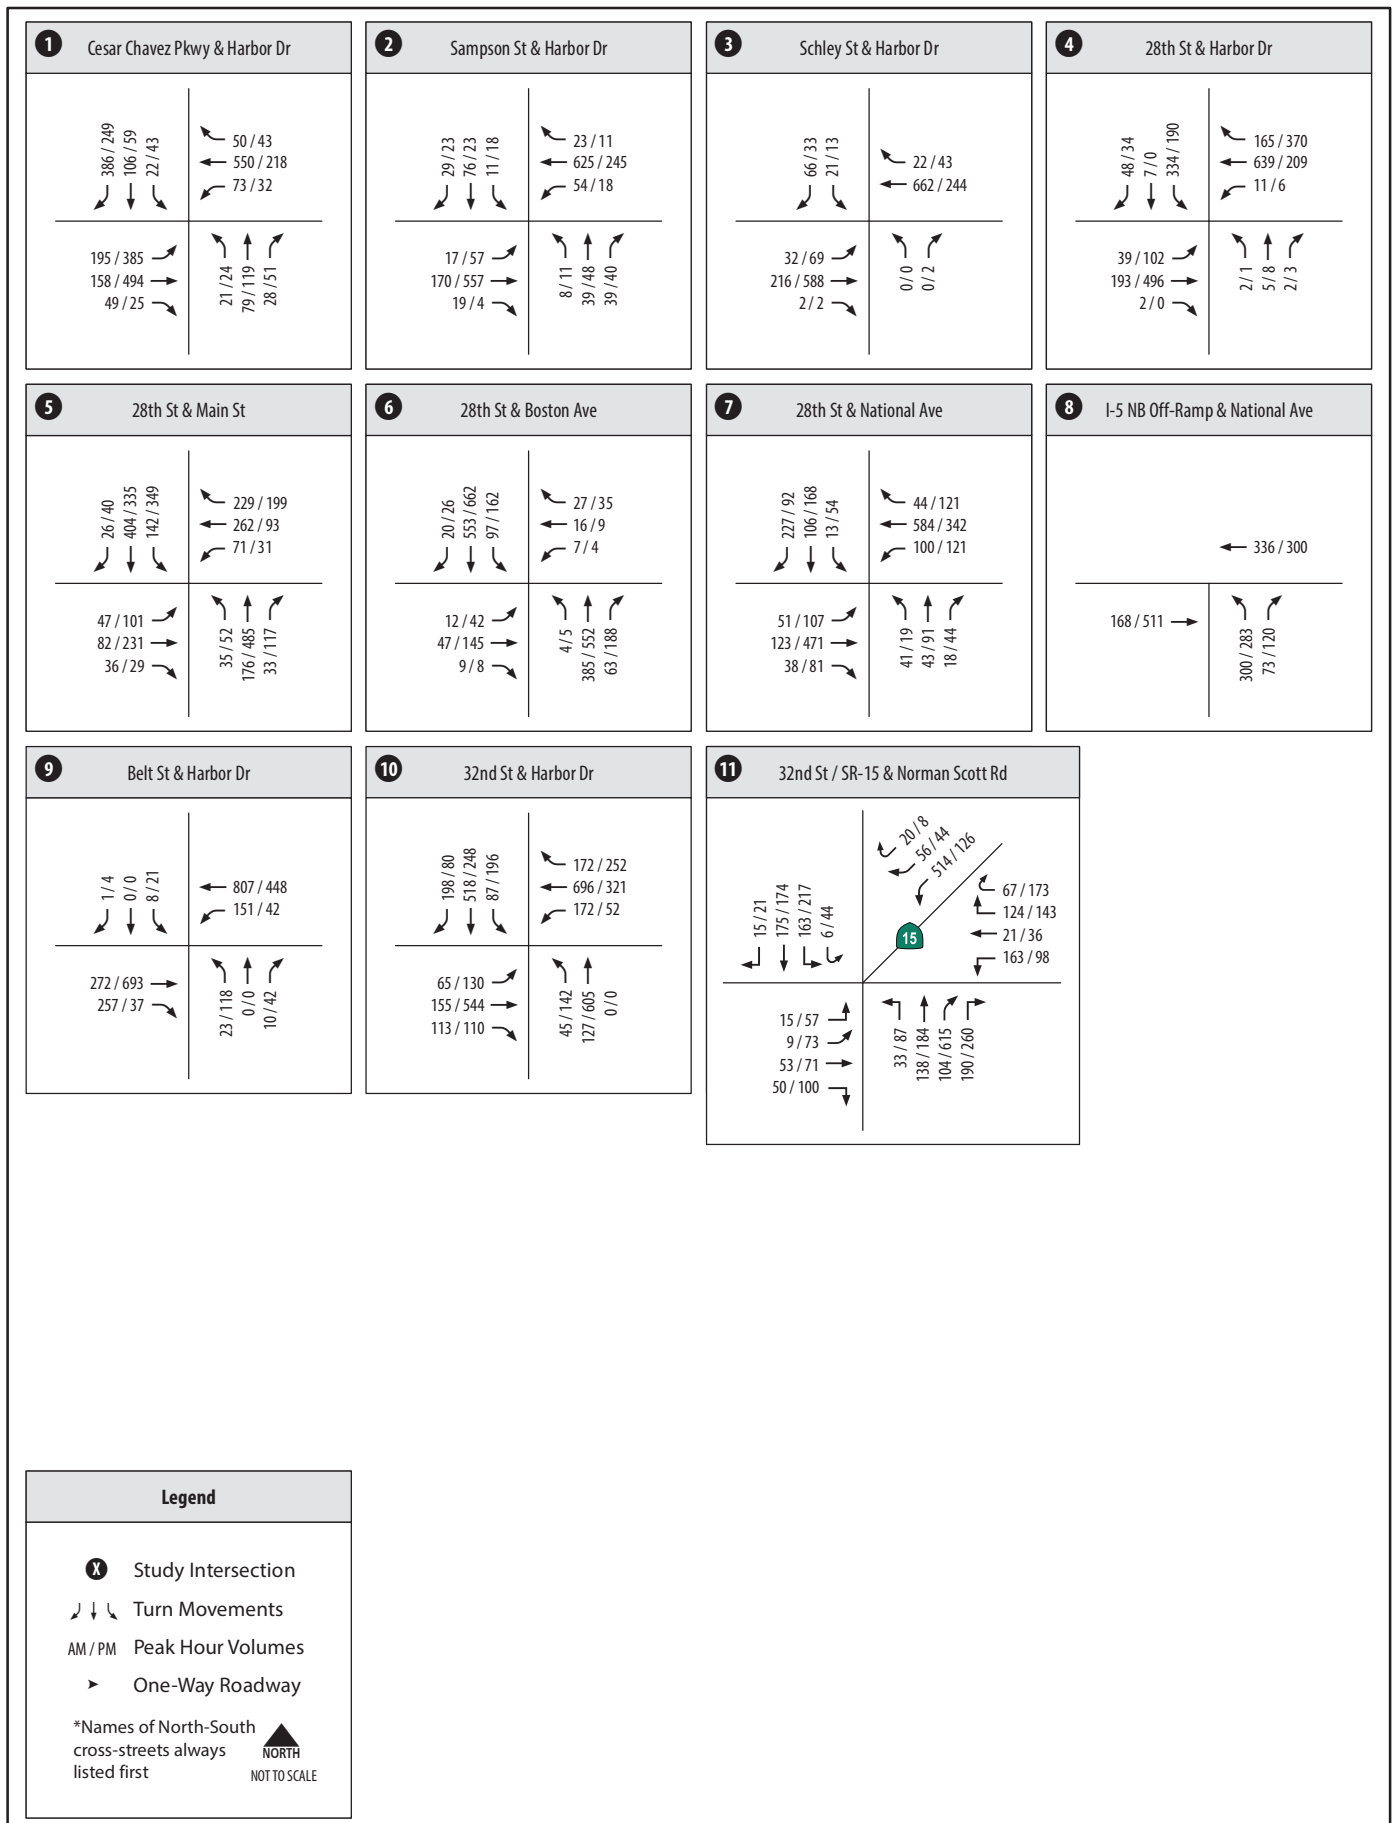 1 Cesar Chavez Pkwy & Harbor Dr
386 / 249
106 / 59
22 / 43
50 / 43
550 / 218
73 / 32
195 / 385
158 / 494
49 / 25
21 / 24
79 / 119
28 / 51
2 Sampson St & Harbor Dr
29 / 23
76 / 23
11 / 18
23 / 11
625 / 245
54 / 18
17 / 57
170 / 557
19 / 4
8 / 11
39 / 48
39 / 40
3 Schley St & Harbor Dr
66 / 33
21 / 13
22 / 43
662 / 244
32 / 69
216 / 588
2 / 2
0 / 0
0 / 2
4 28th St & Harbor Dr
48 / 34
7 / 0
334 / 190
165 / 370
639 / 209
11 / 6
39 / 102
193 / 496
2 / 0
2 / 1
5 / 8
2 / 3
5 28th St & Main St
26 / 40
404 / 335
142 / 349
229 / 199
262 / 93
71 / 31
47 / 101
82 / 231
36 / 29
35 / 52
176 / 485
33 / 117
6 28th St & Boston Ave
20 / 26
553 / 662
97 / 162
27 / 35
16 / 9
7 / 4
12 / 42
47 / 145
9 / 8
4 / 5
385 / 552
63 / 188
7 28th St & National Ave
227 / 92
106 / 168
13 / 54
44 / 121
584 / 342
100 / 121
51 / 107
123 / 471
38 / 81
41 / 19
43 / 91
18 / 44
8 I-5 NB Off-Ramp & National Ave
336 / 300
168 / 511
300 / 283
73 / 120
9 Belt St & Harbor Dr
1 / 4
0 / 0
8 / 21
807 / 448
151 / 42
272 / 693
257 / 37
23 / 118
0 / 0
10 / 42
10 32nd St & Harbor Dr
198 / 80
518 / 248
87 / 196
172 / 252
696 / 321
172 / 52
65 / 130
155 / 544
113 / 110
45 / 142
127 / 605
0 / 0
11 32nd St / SR-15 & Norman Scott Rd
15 / 21
175 / 174
163 / 217
6 / 44
20 / 8
56 / 44
514 / 126
15
67 / 173
124 / 143
21 / 36
163 / 98
15 / 57
9 / 73
53 / 71
50 / 100
33 / 87
138 / 184
104 / 615
190 / 260
Legend
X Study Intersection
Turn Movements
AM / PM Peak Hour Volumes
One-Way Roadway
*Names of North-South
cross-streets always
listed first
NORTH
NOT TO SCALE